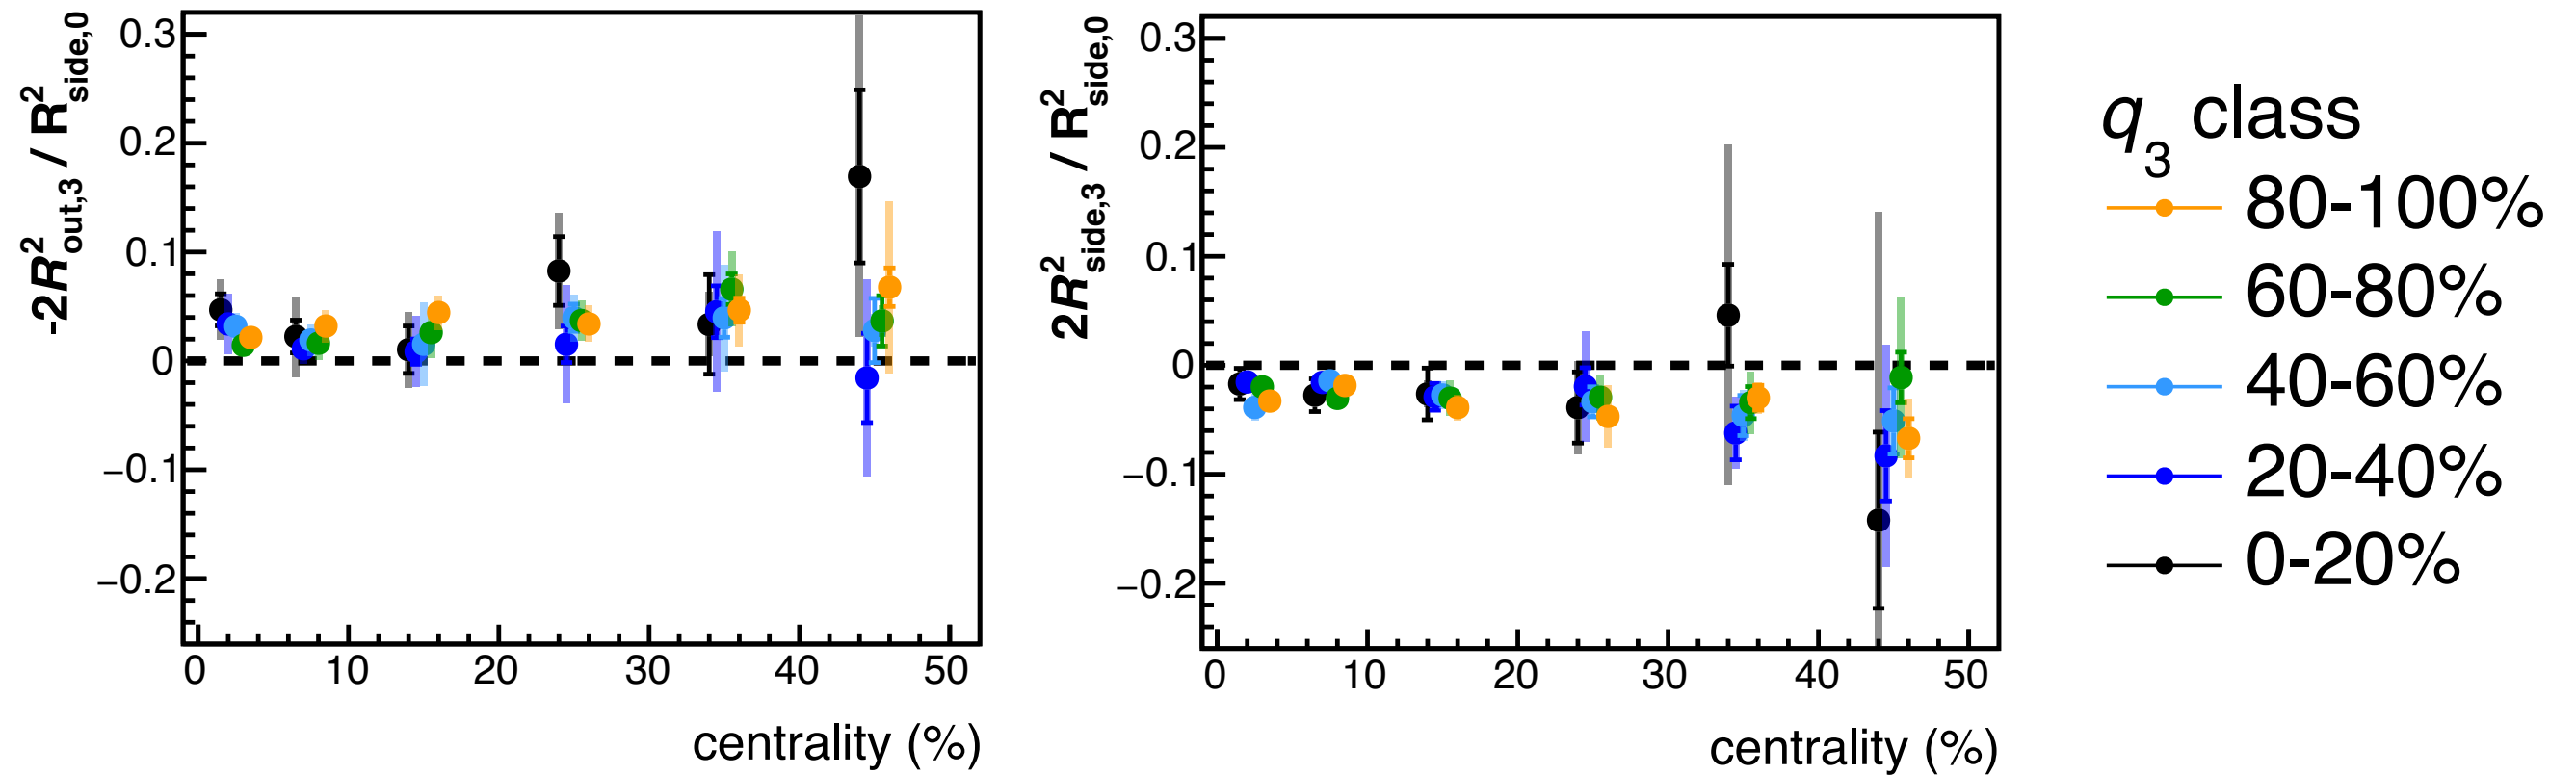 -2R²out,3 / R²side,0
0.3
0.2
0.1
0
−0.1
−0.2
0 10 20 30 40 50
centrality (%)
2R²side,3 / R²side,0
0.3
0.2
0.1
0
−0.1
−0.2
0 10 20 30 40 50
centrality (%)
q3 class
80-100%
60-80%
40-60%
20-40%
0-20%